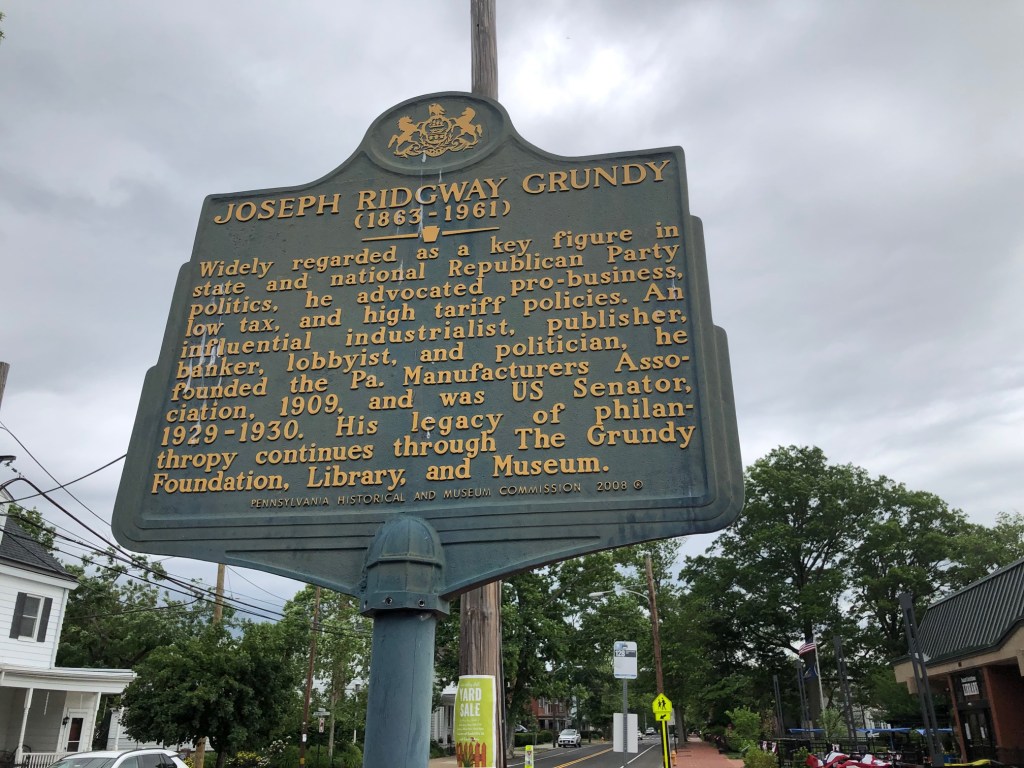 JOSEPH RIDGWAY GRUNDY
(1863-1961)
Widely regarded as a key figure in
state and national Republican Party
politics, he advocated pro-business,
low tax, and high tariff policies. An
influential industrialist, publisher,
banker, lobbyist, and politician, he
founded the Pa. Manufacturers Asso-
ciation, 1909, and was US Senator,
1929-1930. His legacy of philan-
thropy continues through The Grundy
Foundation, Library, and Museum.
PENNSYLVANIA HISTORICAL AND MUSEUM COMMISSION 2008 ®
YARD
SALE
LIBRARY